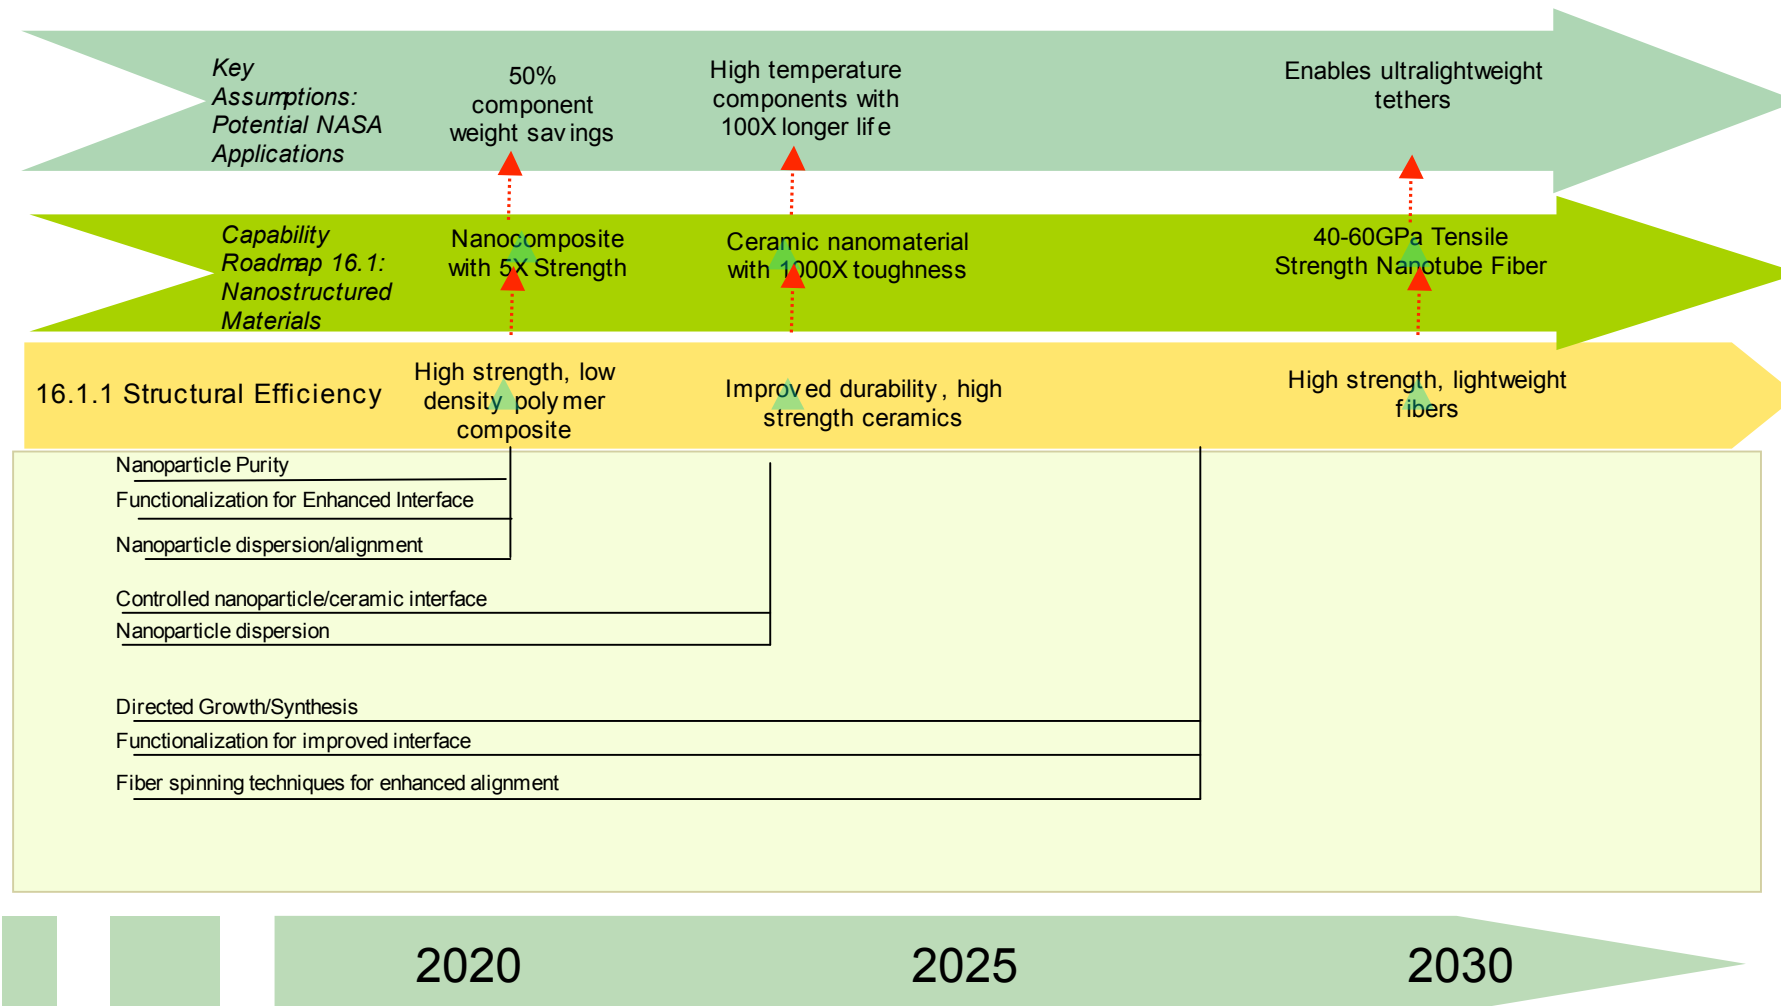 Key
Assumptions:
Potential NASA
Applications
50%
component
weight savings
High temperature
components with
100X longer life
Enables ultralightweight
tethers
Capability
Roadmap 16.1:
Nanostructured
Materials
Nanocomposite
with 5X Strength
Ceramic nanomaterial
with 1000X toughness
40-60GPa Tensile
Strength Nanotube Fiber
16.1.1 Structural Efficiency
High strength, low
density polymer
composite
Improved durability, high
strength ceramics
High strength, lightweight
fibers
Nanoparticle Purity
Functionalization for Enhanced Interface
Nanoparticle dispersion/alignment
Controlled nanoparticle/ceramic interface
Nanoparticle dispersion
Directed Growth/Synthesis
Functionalization for improved interface
Fiber spinning techniques for enhanced alignment
2020
2025
2030